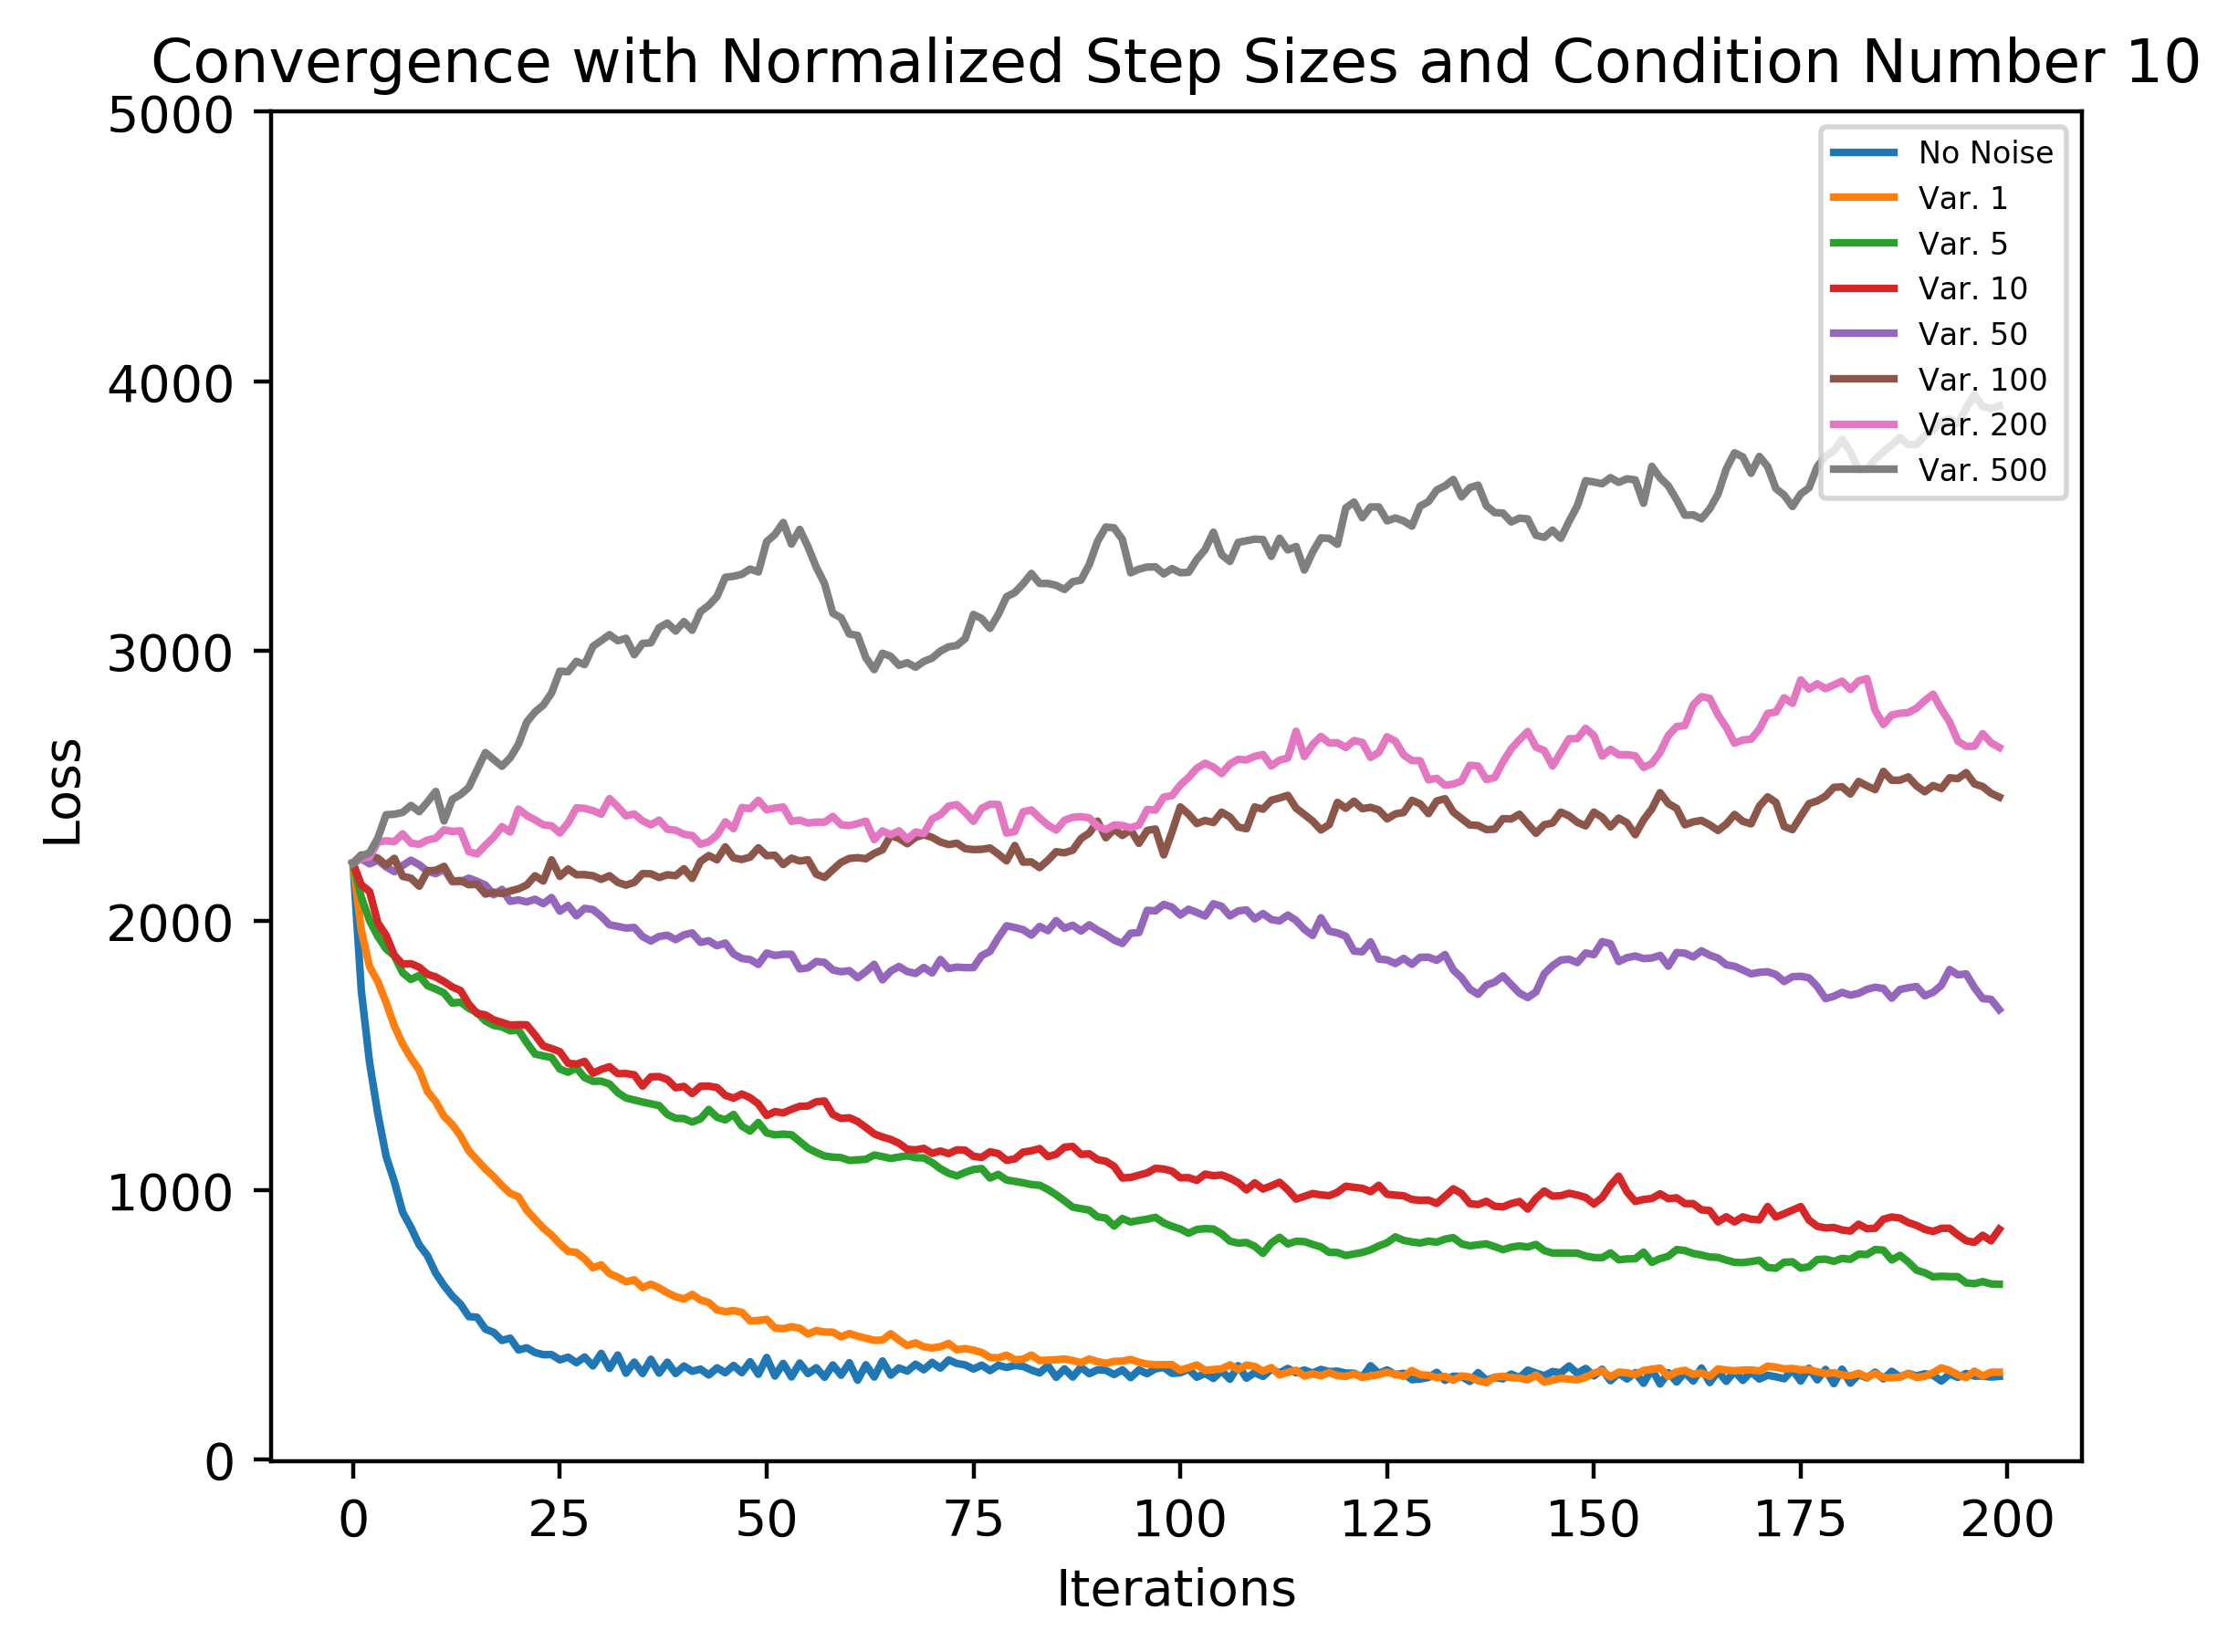 Convergence with Normalized Step Sizes and Condition Number 10
5000
4000
3000
2000
1000
0
Loss
No Noise
Var. 1
Var. 5
Var. 10
Var. 50
Var. 100
Var. 200
Var. 500
0 25 50 75 100 125 150 175 200
Iterations